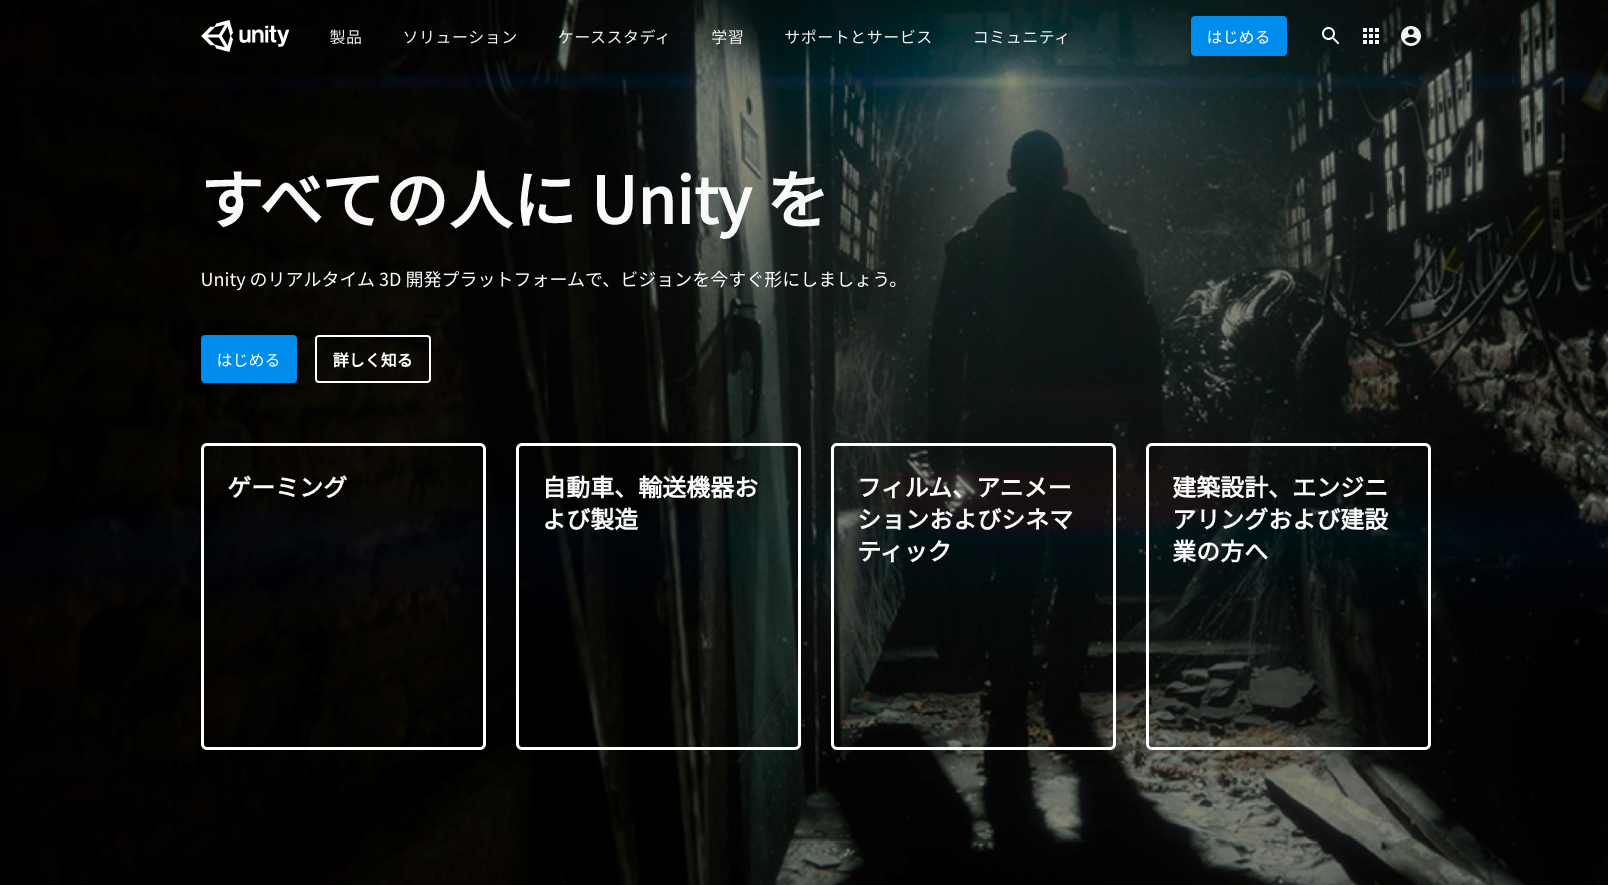 unity
製品
ソリューション
ケーススタディ
学習
サポートとサービス
コミュニティ
はじめる
すべての人に Unity を
Unity のリアルタイム 3D 開発プラットフォームで、ビジョンを今すぐ形にしましょう。
はじめる
詳しく知る
ゲーミング
自動車、輸送機器お
よび製造
フィルム、アニメー
ションおよびシネマ
ティック
建築設計、エンジニ
アリングおよび建設
業の方へ